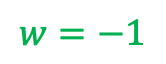 w = −1